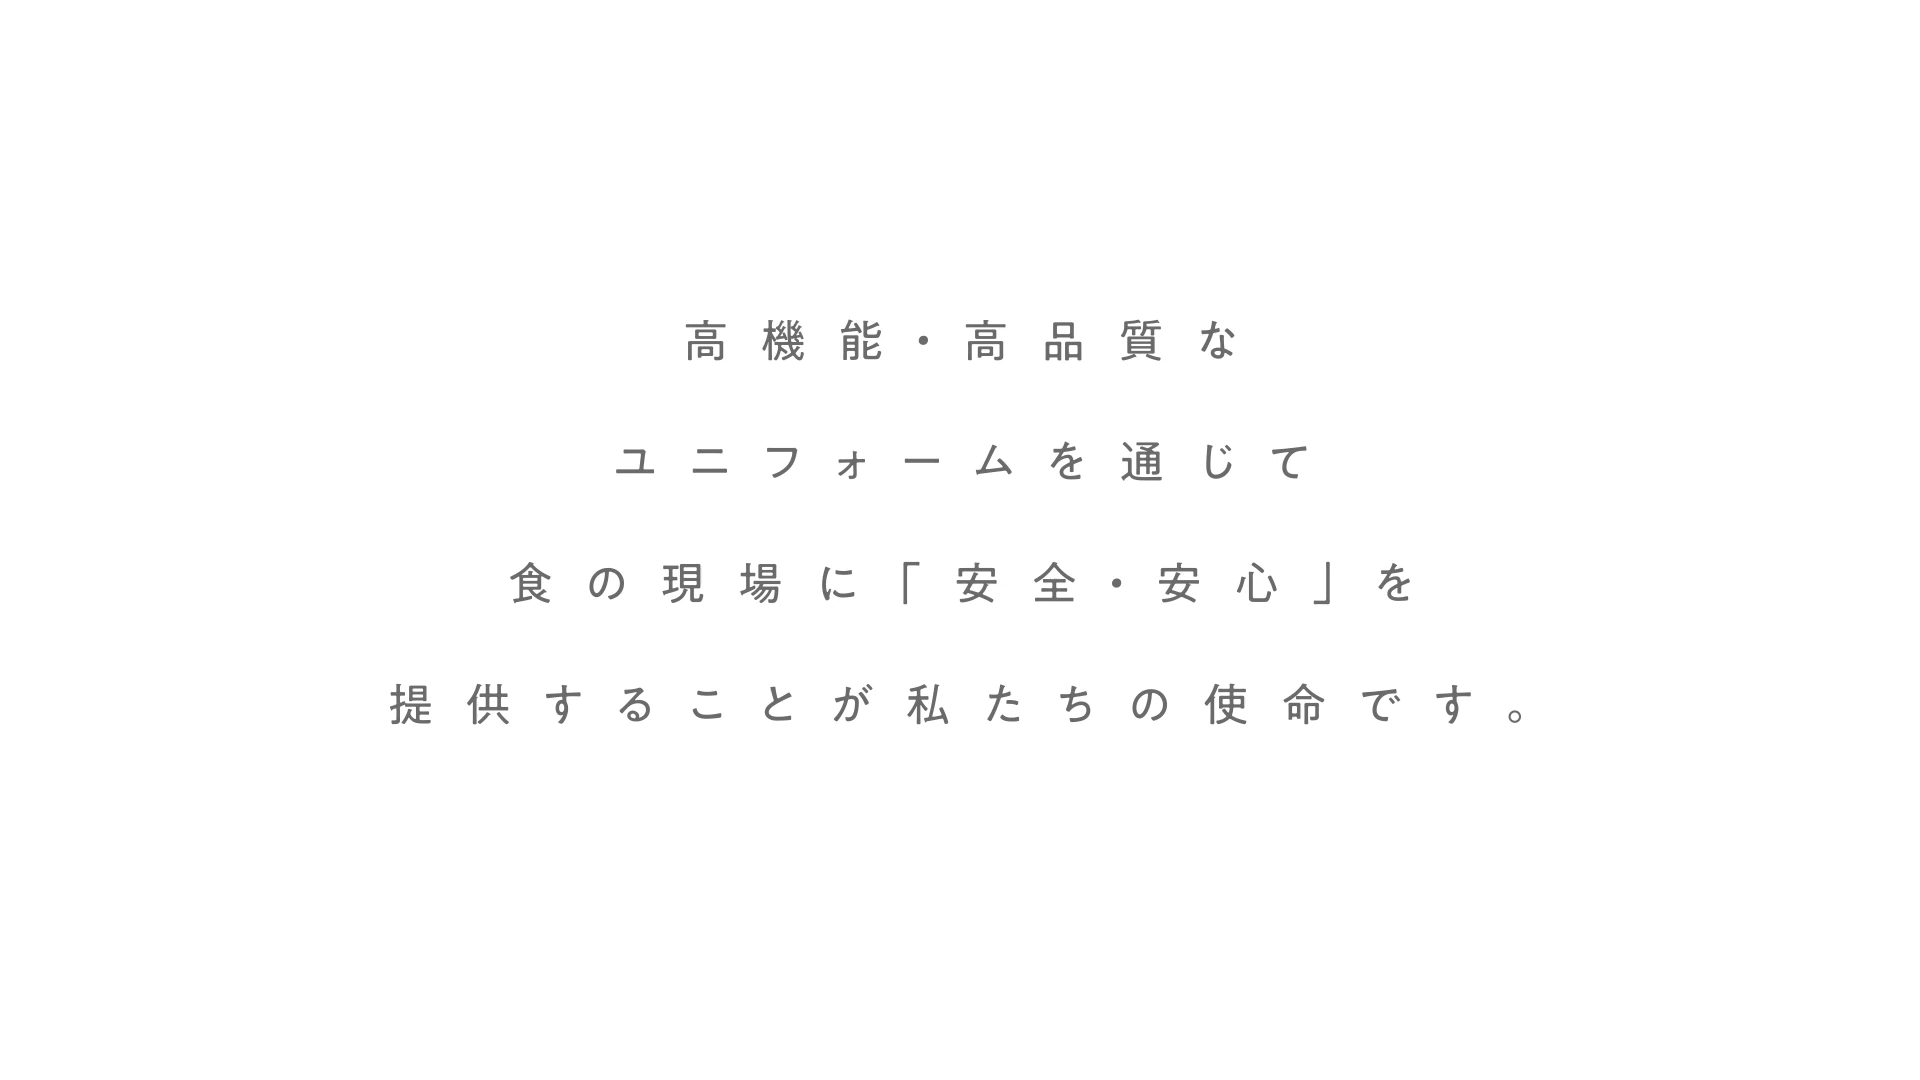 高機能・高品質な
ユニフォームを通じて
食の現場に「安全・安心」を
提供することが私たちの使命です。